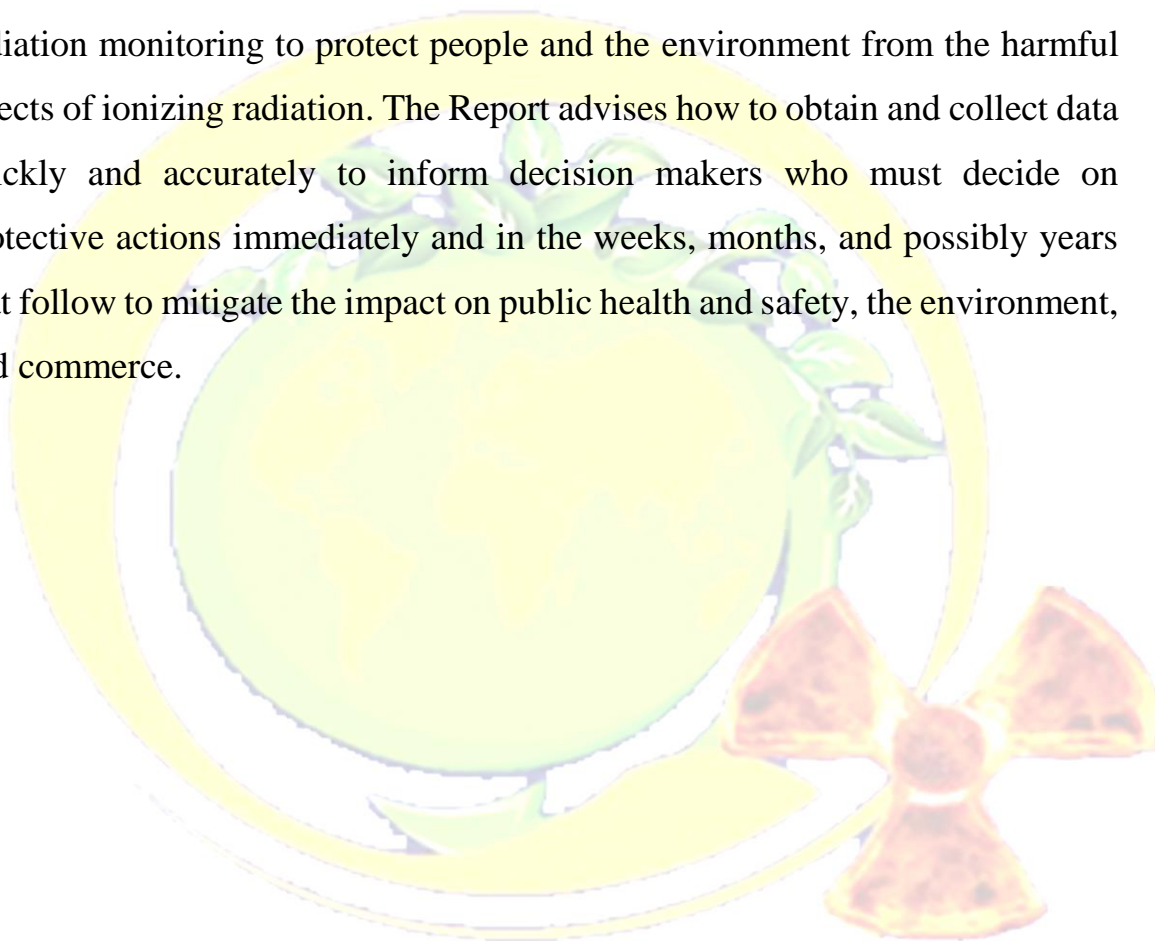 diation monitoring to protect people and the environment from the harmful
ects of ionizing radiation. The Report advises how to obtain and collect data
ickly and accurately to inform decision makers who must decide on
otective actions immediately and in the weeks, months, and possibly years
t follow to mitigate the impact on public health and safety, the environment,
d commerce.